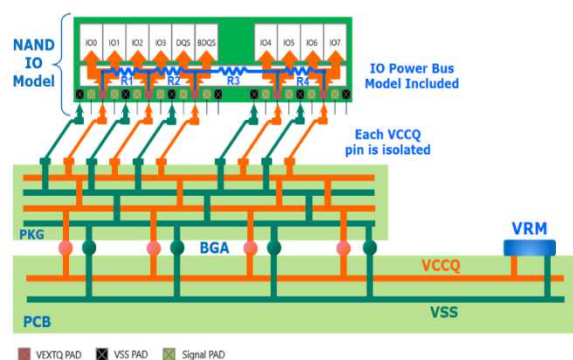 NAND
IO
Model
IO0 IO1 IO2 IO3 DQS BDQS IO4 IO5 IO6 IO7
R1 R2 R3 R4
IO Power Bus
Model Included
Each VCCQ
pin is isolated
PKG
BGA
VRM
VCCQ
VSS
PCB
VEXTQ PAD VSS PAD Signal PAD